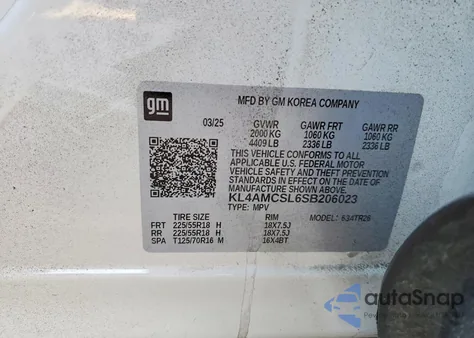 gm
MFD BY GM KOREA COMPANY
03/25 GVWR GAWR FRT GAWR RR
2000 KG 1060 KG 1060 KG
4409 LB 2336 LB 2336 LB
THIS VEHICLE CONFORMS TO ALL
APPLICABLE U.S. FEDERAL MOTOR
VEHICLE SAFETY AND THEFT
PREVENTION STANDARDS IN EFFECT
ON THE DATE OF MANUFACTURE
SHOWN ABOVE.
KL4AMCSL6SB206023
TYPE: MPV MODEL: 634TR26
TIRE SIZE RIM
FRT 225/55R18 H 18X7.5J
RR 225/55R18 H 18X7.5J
SPA T125/70R16 M 16X4BT
autoSnap